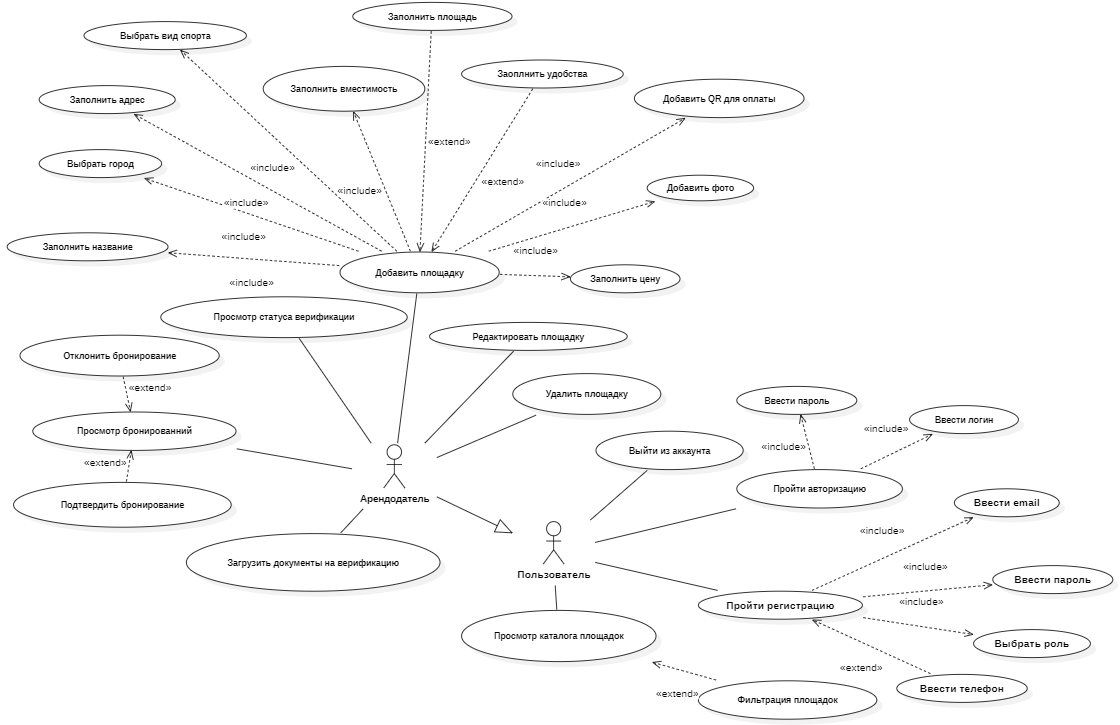 Заполнить площадь
Выбрать вид спорта
Заоплнить удобства
Заполнить вместимость
Заполнить адрес
Добавить QR для оплаты
«extend»
Выбрать город
«include»
«include»
«extend»
«include»
Добавить фото
«include»
«include»
«include»
Заполнить название
«include»
Добавить площадку
Заполнить цену
«include»
Просмотр статуса верификации
Редактировать площадку
Отклонить бронирование
«extend»
Удалить площадку
Ввести пароль
Ввести логин
Просмотр бронированний
«include»
«include»
Выйти из аккаунта
«extend»
Пройти авторизацию
Арендодатель
Подтвердить бронирование
Ввести email
«include»
Загрузить документы на верификацию
«include»
Пользователь
Ввести пароль
«include»
Пройти регистрацию
Просмотр каталога площадок
Выбрать роль
«extend»
Ввести телефон
«extend»
Фильтрация площадок